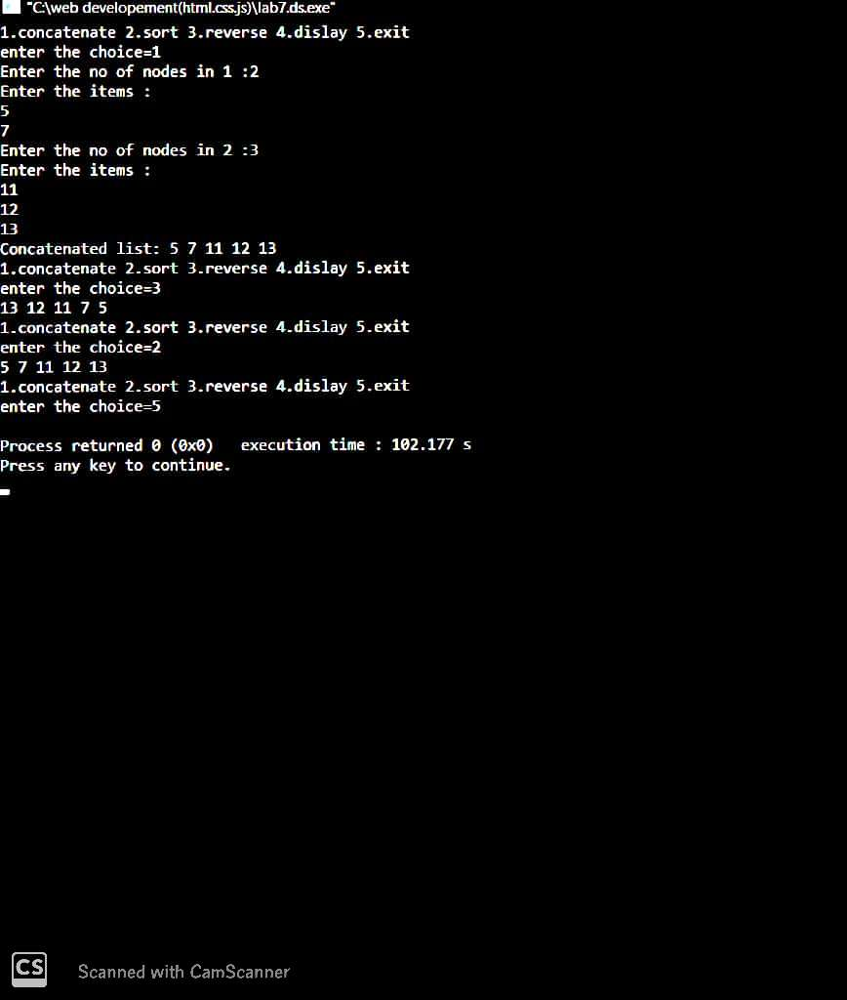 "C:\web developement(html.css.js)\lab7.ds.exe"
1.concatenate 2.sort 3.reverse 4.dislay 5.exit
enter the choice=1
Enter the no of nodes in 1 :2
Enter the items :
5
7
Enter the no of nodes in 2 :3
Enter the items :
11
12
13
Concatenated list: 5 7 11 12 13
1.concatenate 2.sort 3.reverse 4.dislay 5.exit
enter the choice=3
13 12 11 7 5
1.concatenate 2.sort 3.reverse 4.dislay 5.exit
enter the choice=2
5 7 11 12 13
1.concatenate 2.sort 3.reverse 4.dislay 5.exit
enter the choice=5
Process returned 0 (0x0)   execution time : 102.177 s
Press any key to continue.
CS Scanned with CamScanner